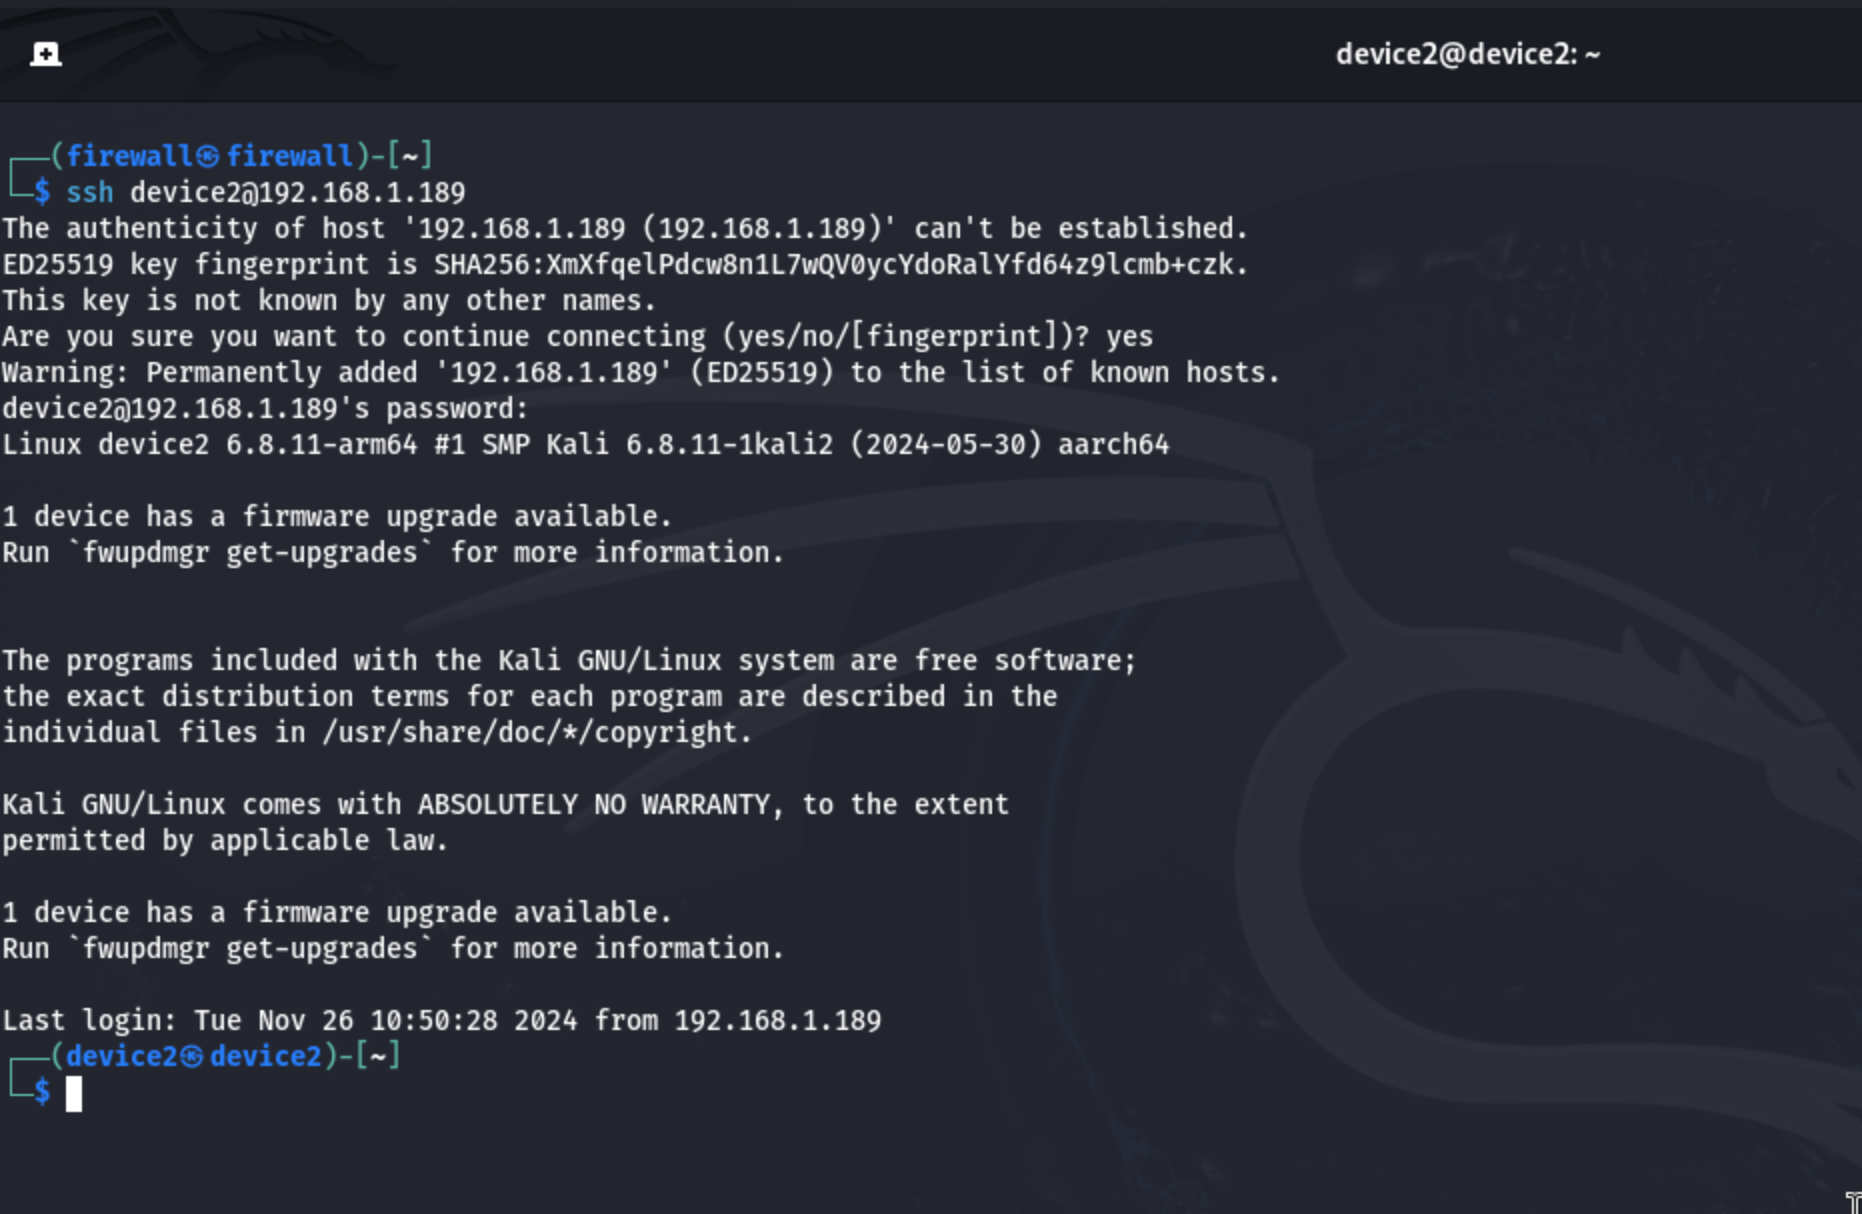 device2@device2: ~
(firewall㉿firewall)-[~]
$ ssh device2@192.168.1.189
The authenticity of host '192.168.1.189 (192.168.1.189)' can't be established.
ED25519 key fingerprint is SHA256:XmXfqelPdcw8n1L7wQV0ycYdoRalYfd64z9lcmb+czk.
This key is not known by any other names.
Are you sure you want to continue connecting (yes/no/[fingerprint])? yes
Warning: Permanently added '192.168.1.189' (ED25519) to the list of known hosts.
device2@192.168.1.189's password:
Linux device2 6.8.11-arm64 #1 SMP Kali 6.8.11-1kali2 (2024-05-30) aarch64
1 device has a firmware upgrade available.
Run `fwupdmgr get-upgrades` for more information.
The programs included with the Kali GNU/Linux system are free software;
the exact distribution terms for each program are described in the
individual files in /usr/share/doc/*/copyright.
Kali GNU/Linux comes with ABSOLUTELY NO WARRANTY, to the extent
permitted by applicable law.
1 device has a firmware upgrade available.
Run `fwupdmgr get-upgrades` for more information.
Last login: Tue Nov 26 10:50:28 2024 from 192.168.1.189
(device2㉿device2)-[~]
$